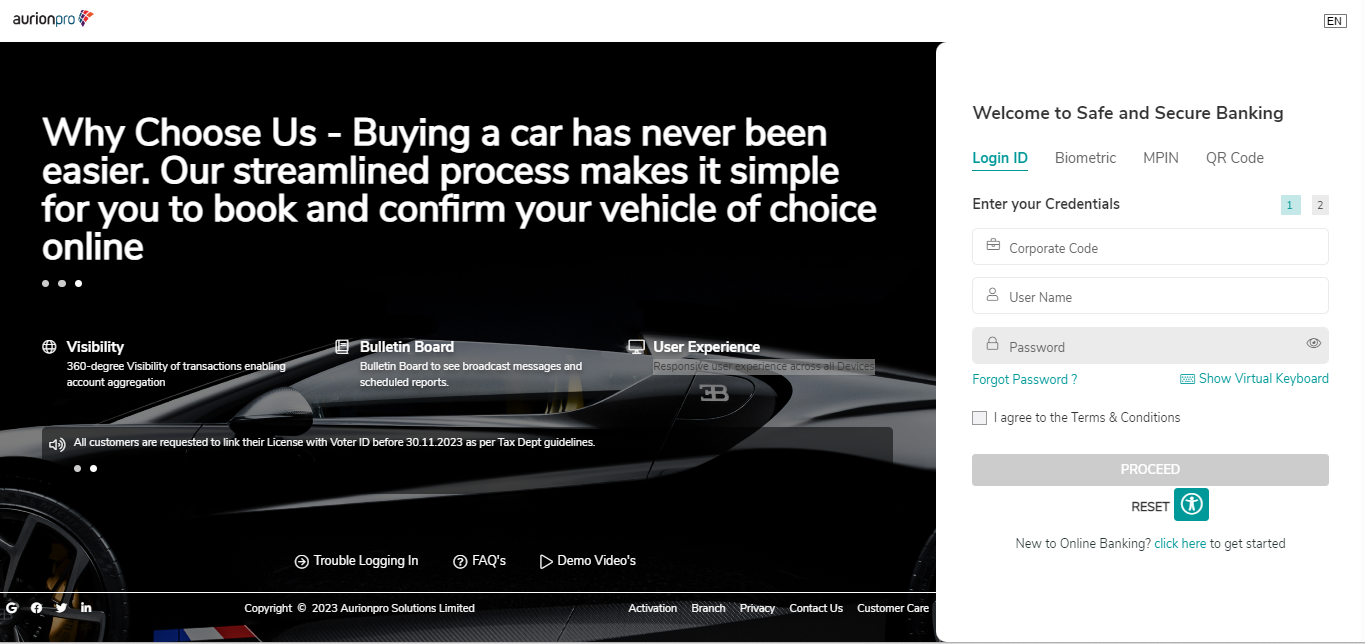 aurionpro
EN
Why Choose Us - Buying a car has never been
easier. Our streamlined process makes it simple
for you to book and confirm your vehicle of choice
online
Visibility
360-degree Visibility of transactions enabling
account aggregation
Bulletin Board
Bulletin Board to see broadcast messages and
scheduled reports.
User Experience
Responsive user experience across all Devices
All customers are requested to link their License with Voter ID before 30.11.2023 as per Tax Dept guidelines.
Trouble Logging In FAQ's Demo Video's
Copyright © 2023 Aurionpro Solutions Limited
Activation Branch Privacy Contact Us Customer Care
Welcome to Safe and Secure Banking
Login ID Biometric MPIN QR Code
Enter your Credentials 1 2
Corporate Code
User Name
Password
Forgot Password ? Show Virtual Keyboard
I agree to the Terms & Conditions
PROCEED
RESET
New to Online Banking? click here to get started